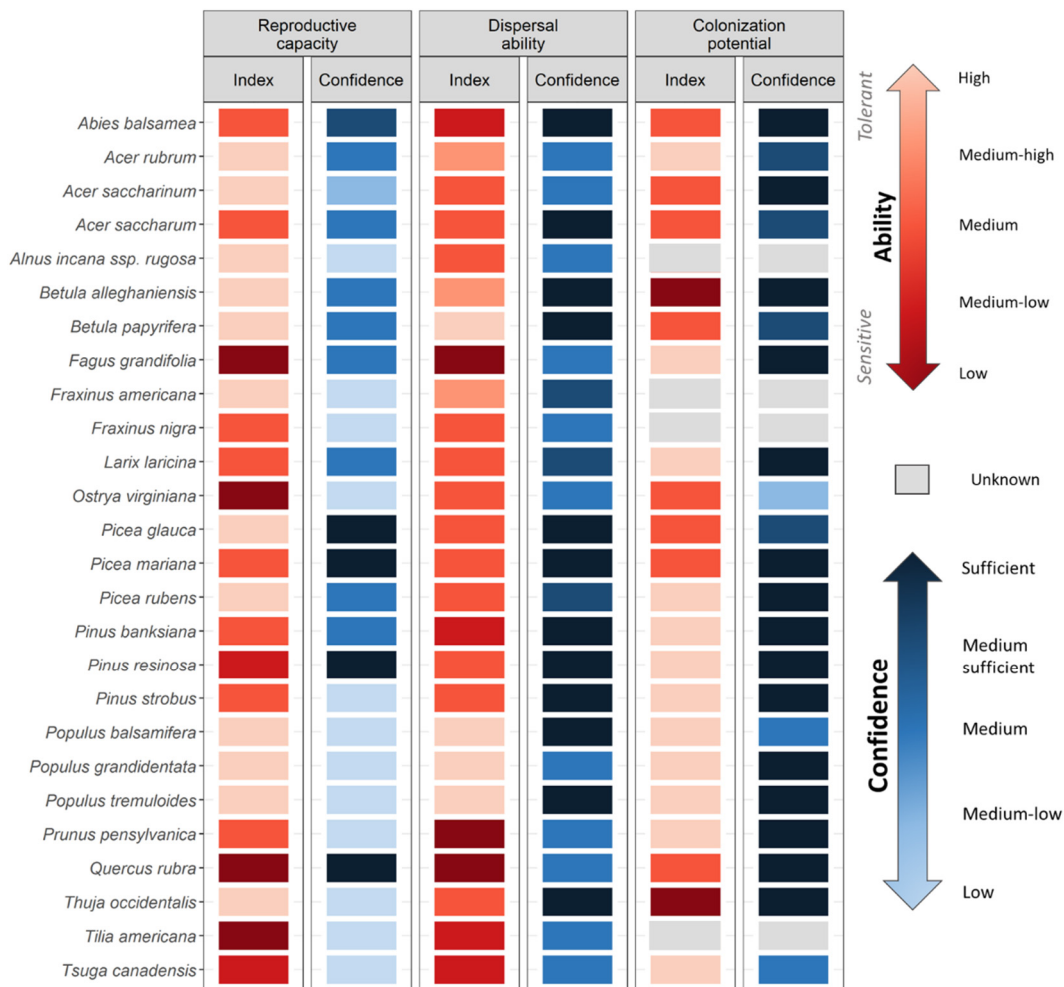 Reproductive
capacity
Dispersal
ability
Colonization
potential
Index
Confidence
Index
Confidence
Index
Confidence
Abies balsamea
Acer rubrum
Acer saccharinum
Acer saccharum
Alnus incana ssp. rugosa
Betula alleghaniensis
Betula papyrifera
Fagus grandifolia
Fraxinus americana
Fraxinus nigra
Larix laricina
Ostrya virginiana
Picea glauca
Picea mariana
Picea rubens
Pinus banksiana
Pinus resinosa
Pinus strobus
Populus balsamifera
Populus grandidentata
Populus tremuloides
Prunus pensylvanica
Quercus rubra
Thuja occidentalis
Tilia americana
Tsuga canadensis
Tolerant
Sensitive
Ability
High
Medium-high
Medium
Medium-low
Low
Unknown
Confidence
Sufficient
Medium
sufficient
Medium
Medium-low
Low